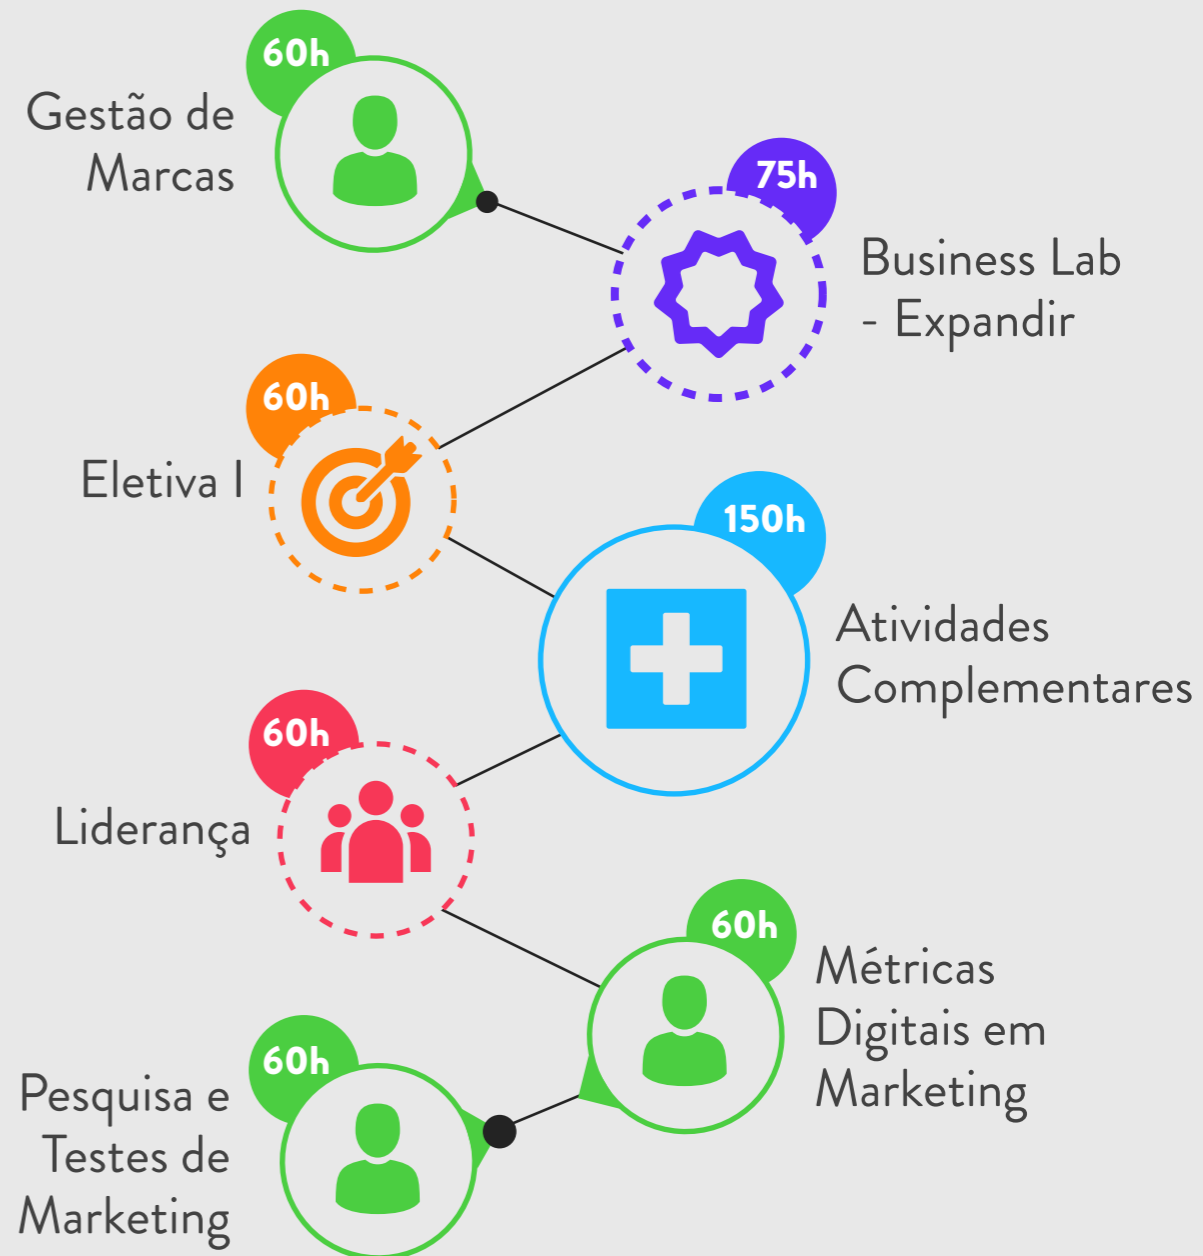 60h
Gestão de
Marcas
75h
Business Lab
- Expandir
60h
Eletiva I
150h
Atividades
Complementares
60h
Liderança
60h
Métricas
Digitais em
Marketing
60h
Pesquisa e
Testes de
Marketing